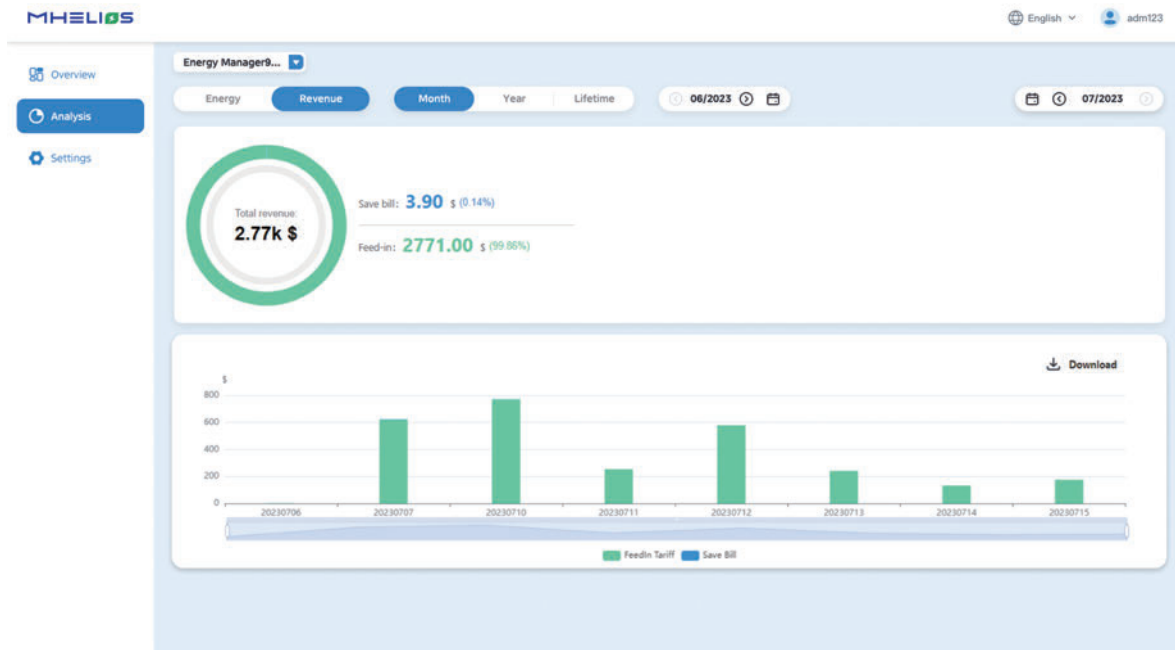 MHELIOS
English
adm123
Overview
Analysis
Settings
Energy Manager9...
Energy Revenue Month Year Lifetime 06/2023 07/2023
Total revenue:
2.77k $
Save bill: 3.90 $ (0.14%)
Feed-in: 2771.00 $ (99.86%)
Download
$
800
600
400
200
0
20230706 20230707 20230710 20230711 20230712 20230713 20230714 20230715
FeedIn Tariff Save Bill